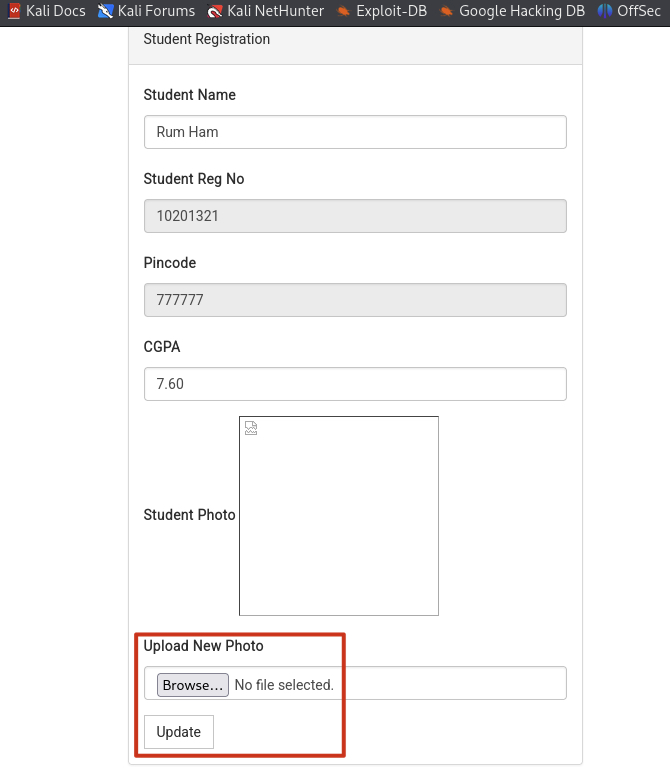 Kali Docs Kali Forums Kali NetHunter Exploit-DB Google Hacking DB OffSec
Student Registration
Student Name
Rum Ham
Student Reg No
10201321
Pincode
777777
CGPA
7.60
Student Photo
Upload New Photo
Browse... No file selected.
Update